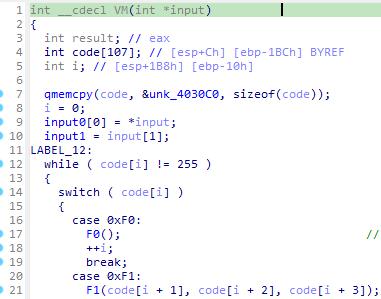 1 int __cdecl VM(int *input)
2 {
3 int result; // eax
4 int code[107]; // [esp+Ch] [ebp-1BCh] BYREF
5 int i; // [esp+1B8h] [ebp-10h]
6
7 qmemcpy(code, &unk_4030C0, sizeof(code));
8 i = 0;
9 input0[0] = *input;
10 input1 = input[1];
11 LABEL_12:
12 while ( code[i] != 255 )
13 {
14 switch ( code[i] )
15 {
16 case 0xF0:
17 F0(); //
18 ++i;
19 break;
20 case 0xF1:
21 F1(code[i + 1], code[i + 2], code[i + 3]);